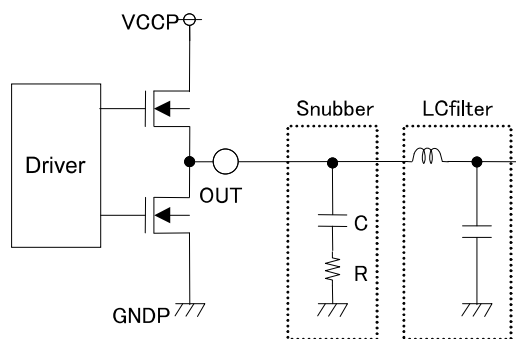 VCCP
Snubber
LCfilter
Driver
OUT
C
R
GNDP